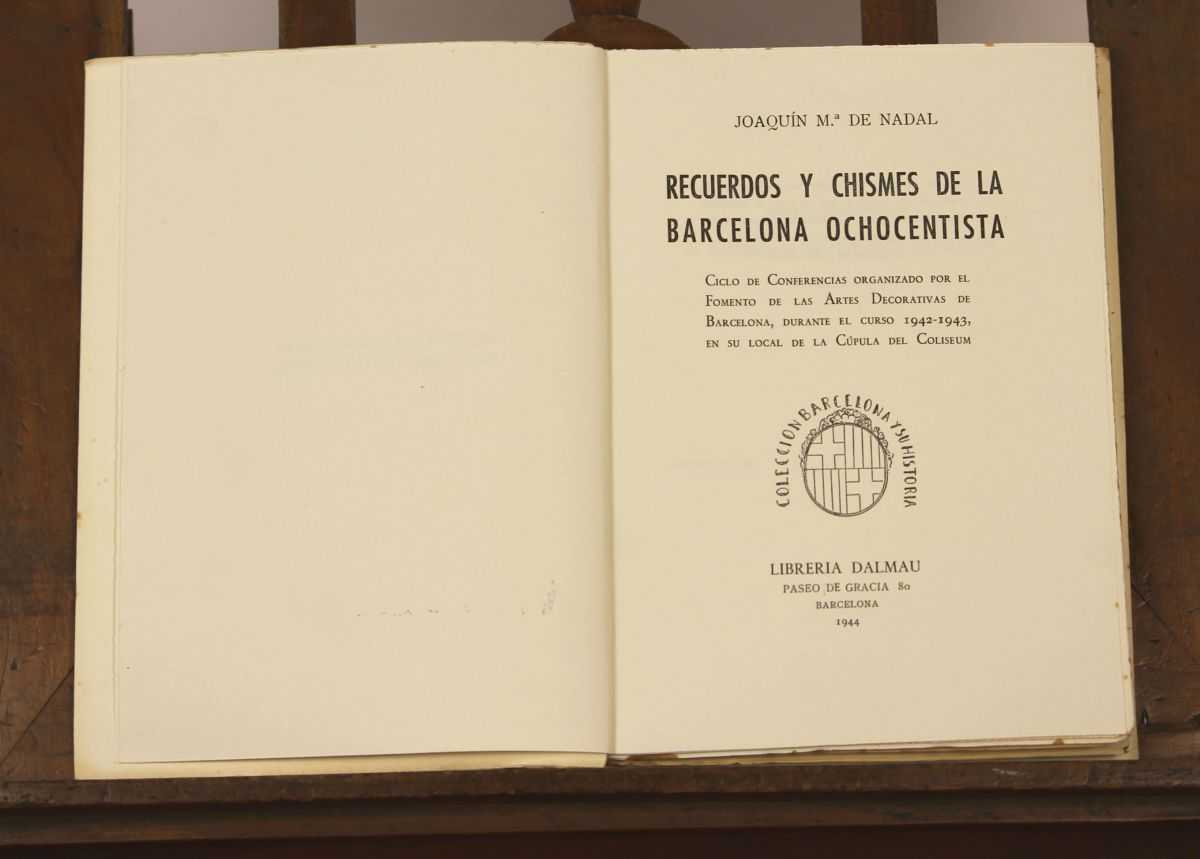 JOAQUÍN M.ª DE NADAL
RECUERDOS Y CHISMES DE LA
BARCELONA OCHOCENTISTA
CICLO DE CONFERENCIAS ORGANIZADO POR EL
FOMENTO DE LAS ARTES DECORATIVAS DE
BARCELONA, DURANTE EL CURSO 1942-1943,
EN SU LOCAL DE LA CÚPULA DEL COLISEUM
COLECCION BARCELONA Y SU HISTORIA
LIBRERIA DALMAU
PASEO DE GRACIA 80
BARCELONA
1944